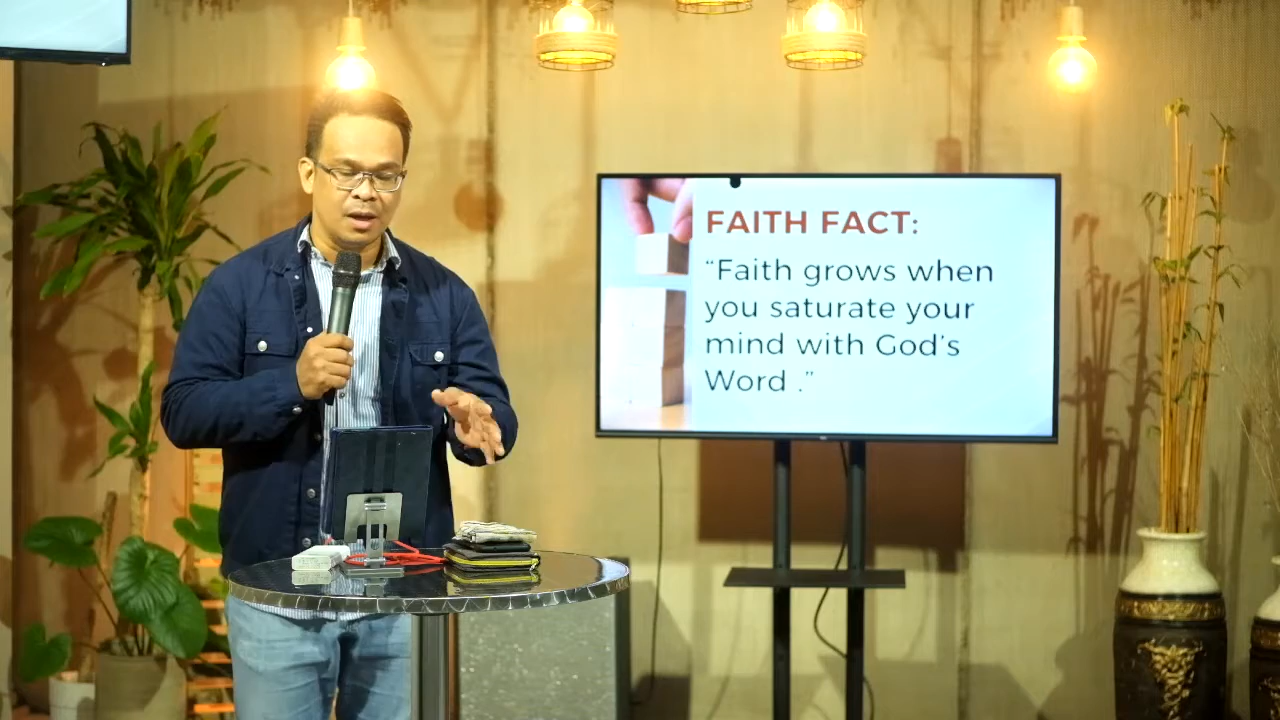 FAITH FACT:
“Faith grows when
you saturate your
mind with God's
Word .”